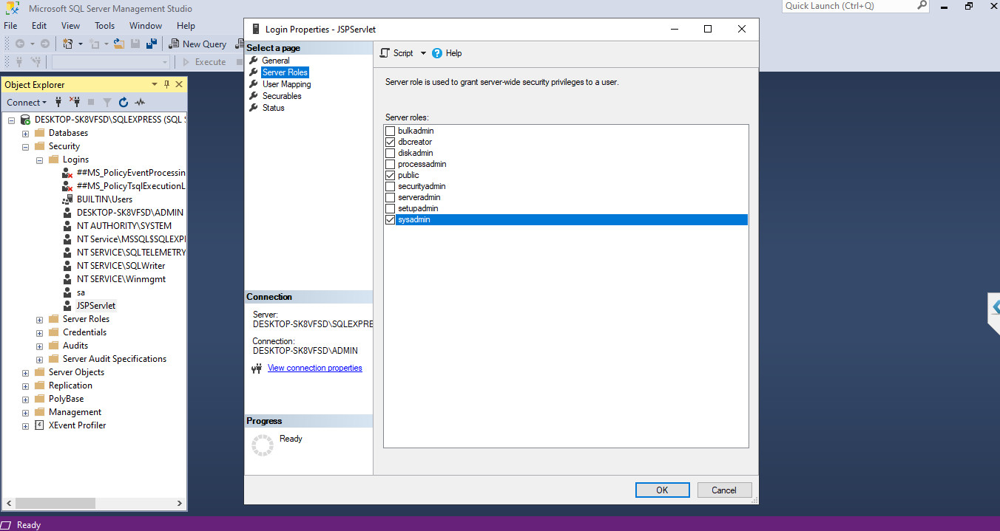 Microsoft SQL Server Management Studio
Quick Launch (Ctrl+Q)
File Edit View Tools Window Help
New Query
Execute
Object Explorer
Connect
DESKTOP-SK8VFSD\SQLEXPRESS (SQL S
Databases
Security
Logins
##MS_PolicyEventProcessin
##MS_PolicyTsqlExecutionL
BUILTIN\Users
DESKTOP-SK8VFSD\ADMIN
NT AUTHORITY\SYSTEM
NT Service\MSSQL$SQLEXPI
NT SERVICE\SQLTELEMETRY
NT SERVICE\SQLWriter
NT SERVICE\Winmgmt
sa
JSPServlet
Server Roles
Credentials
Audits
Server Audit Specifications
Server Objects
Replication
PolyBase
Management
XEvent Profiler
Login Properties - JSPServlet
Select a page
General
Server Roles
User Mapping
Securables
Status
Connection
Server:
DESKTOP-SK8VFSD\SQLEXPRE
Connection:
DESKTOP-SK8VFSD\ADMIN
View connection properties
Progress
Ready
Script Help
Server role is used to grant server-wide security privileges to a user.
Server roles:
bulkadmin
dbcreator
diskadmin
processadmin
public
securityadmin
serveradmin
setupadmin
sysadmin
OK Cancel
Ready